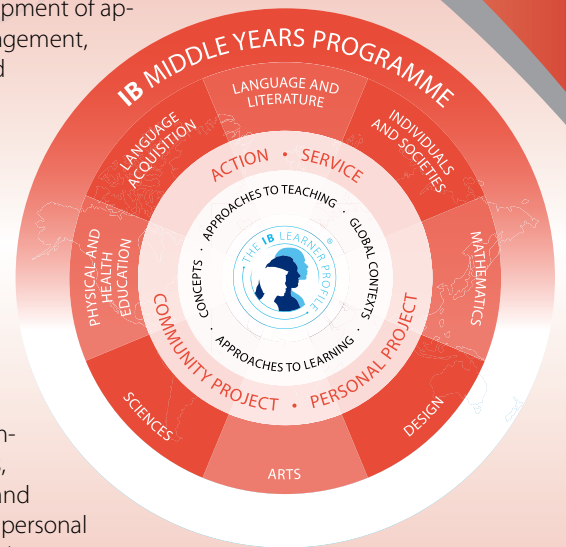 pment of ap-
agement,
d
IB MIDDLE YEARS PROGRAMME
LANGUAGE AND
LITERATURE
INDIVIDUALS
AND SOCIETIES
MATHEMATICS
DESIGN
ARTS
SCIENCES
PHYSICAL AND
HEALTH
EDUCATION
LANGUAGE
ACQUISITION
ACTION • SERVICE
PERSONAL PROJECT
• COMMUNITY PROJECT
APPROACHES TO TEACHING
· GLOBAL CONTEXTS
· APPROACHES TO LEARNING
· CONCEPTS ·
THE IB LEARNER PROFILE ®
n-
,
and
personal